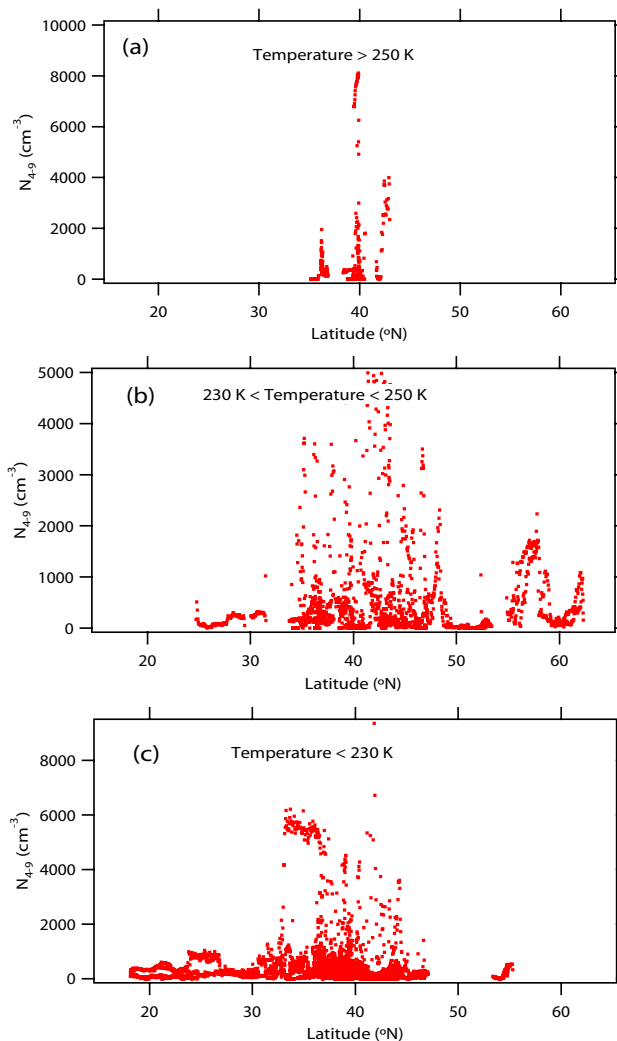 (a)
Temperature > 250 K
10000
8000
6000
4000
2000
0
N₄₋₉ (cm⁻³)
20 30 40 50 60
Latitude (ºN)
(b)
230 K < Temperature < 250 K
5000
4000
3000
2000
1000
0
N₄₋₉ (cm⁻³)
20 30 40 50 60
Latitude (ºN)
(c)
Temperature < 230 K
8000
6000
4000
2000
0
N₄₋₉ (cm⁻³)
20 30 40 50 60
Latitude (ºN)